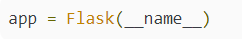 app = Flask(__name__)